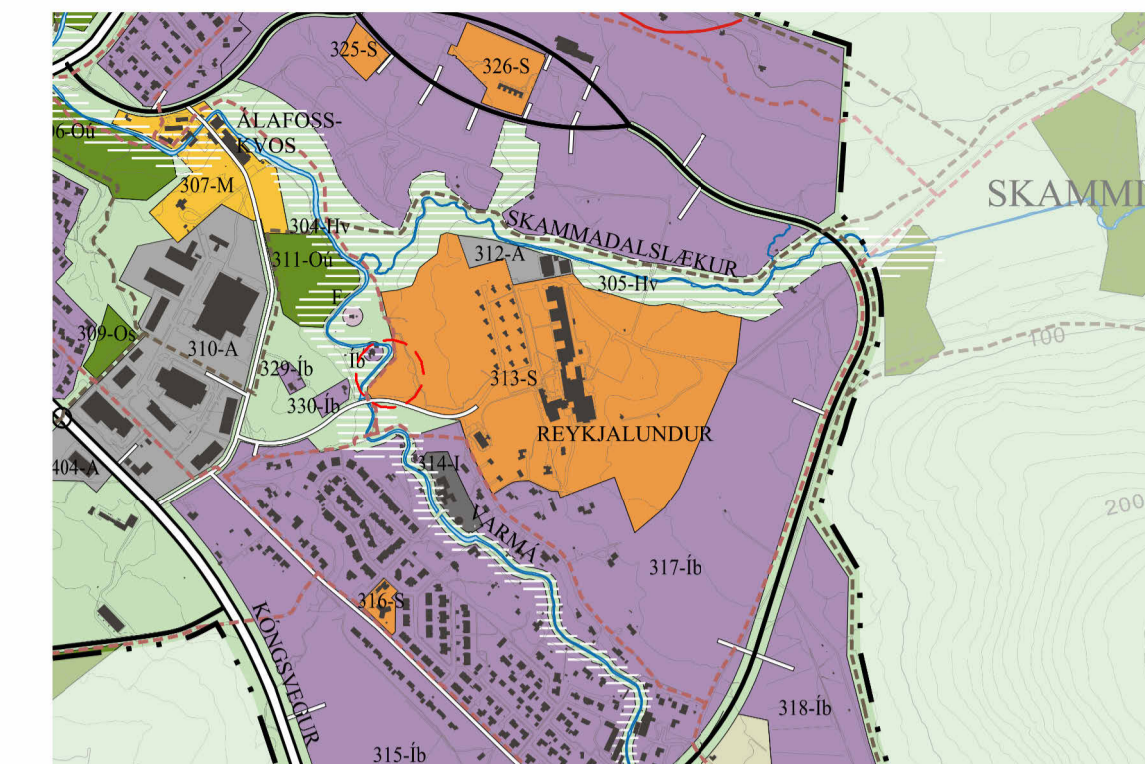 325-S
326-S
ÁLAFOSS-
KVOS
6-Oú
307-M
SKAMM
304-Hv
SKAMMADALSLÆKUR
312-A
311-Oú
305-Hv
F
309-Os
310-A
100
Íb
329-Íb
313-S
330-Íb
REYKJALUNDUR
404-A
314-I
200
VARMÁ
317-Íb
316-S
KÓNGSVEGUR
318-Íb
315-Íb